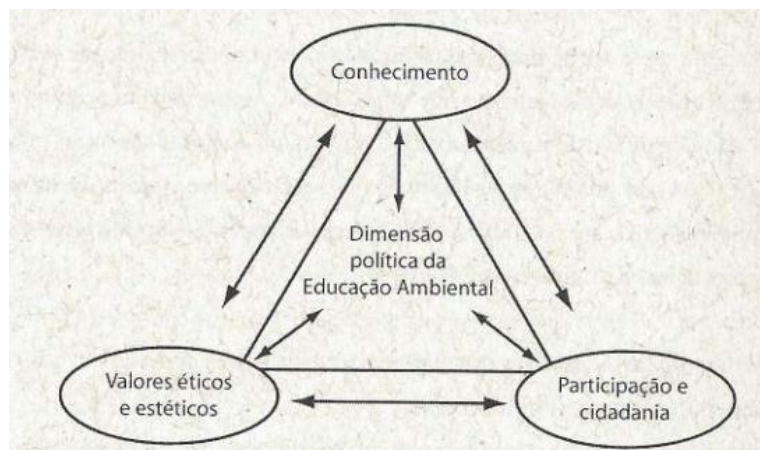 Conhecimento
Dimensão
política da
Educação Ambiental
Valores éticos
e estéticos
Participação e
cidadania